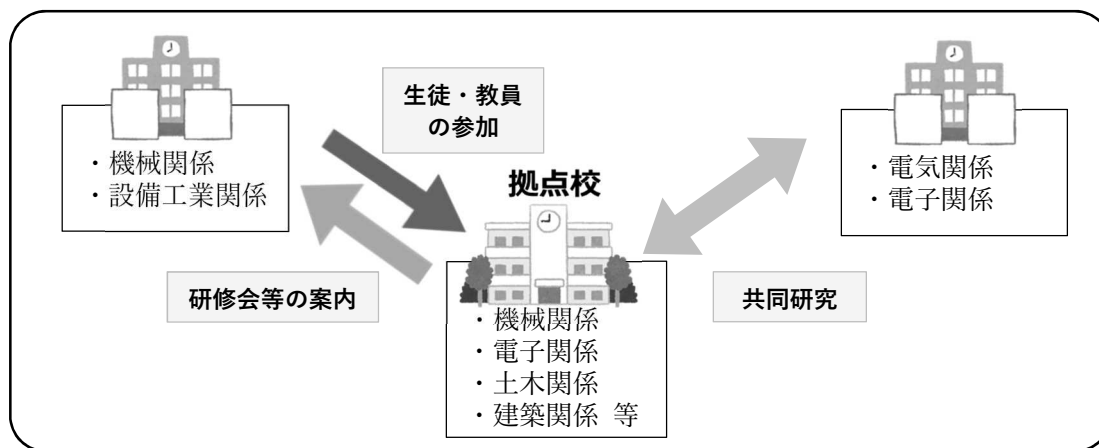 生徒・教員
の参加
・機械関係
・設備工業関係
拠点校
・電気関係
・電子関係
研修会等の案内
共同研究
・機械関係
・電子関係
・土木関係
・建築関係 等